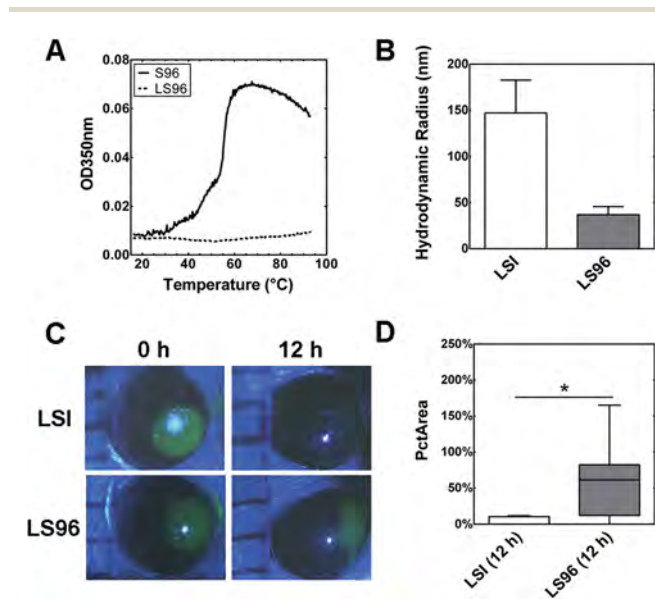 A
S96
LS96
OD350nm
0.08
0.06
0.04
0.02
0.00
20 40 60 80 100
Temperature (°C)
B
Hydrodynamic Radius (nm)
200
150
100
50
0
LSI
LS96
C
0 h
12 h
LSI
LS96
D
PctArea
250%
200%
150%
100%
50%
0%
*
LSI (12 h)
LS96 (12 h)